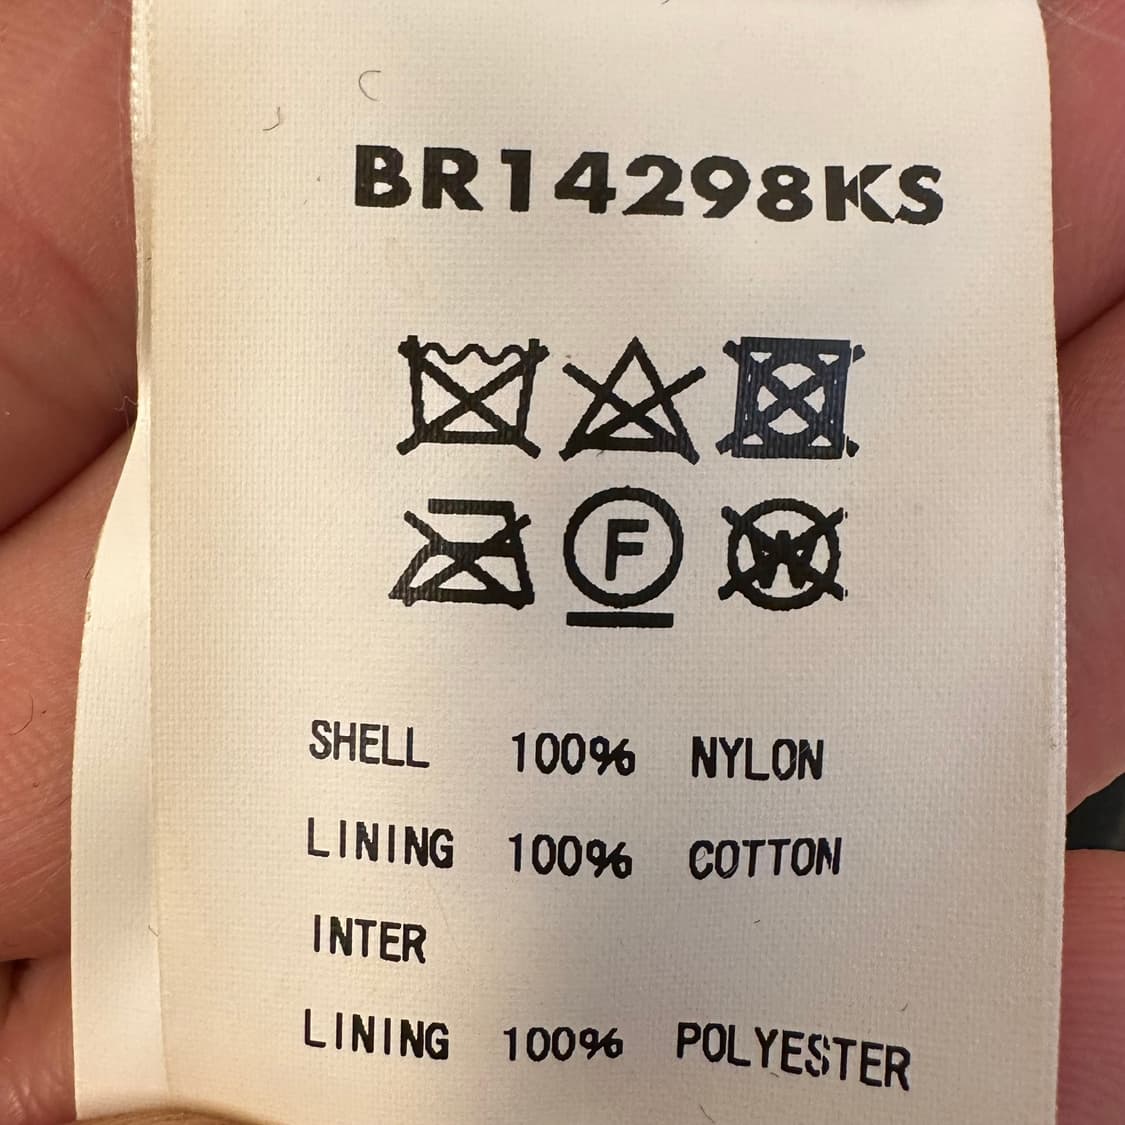 BR14298KS
F
W
SHELL 100% NYLON
LINING 100% COTTON
INTER
LINING 100% POLYESTER